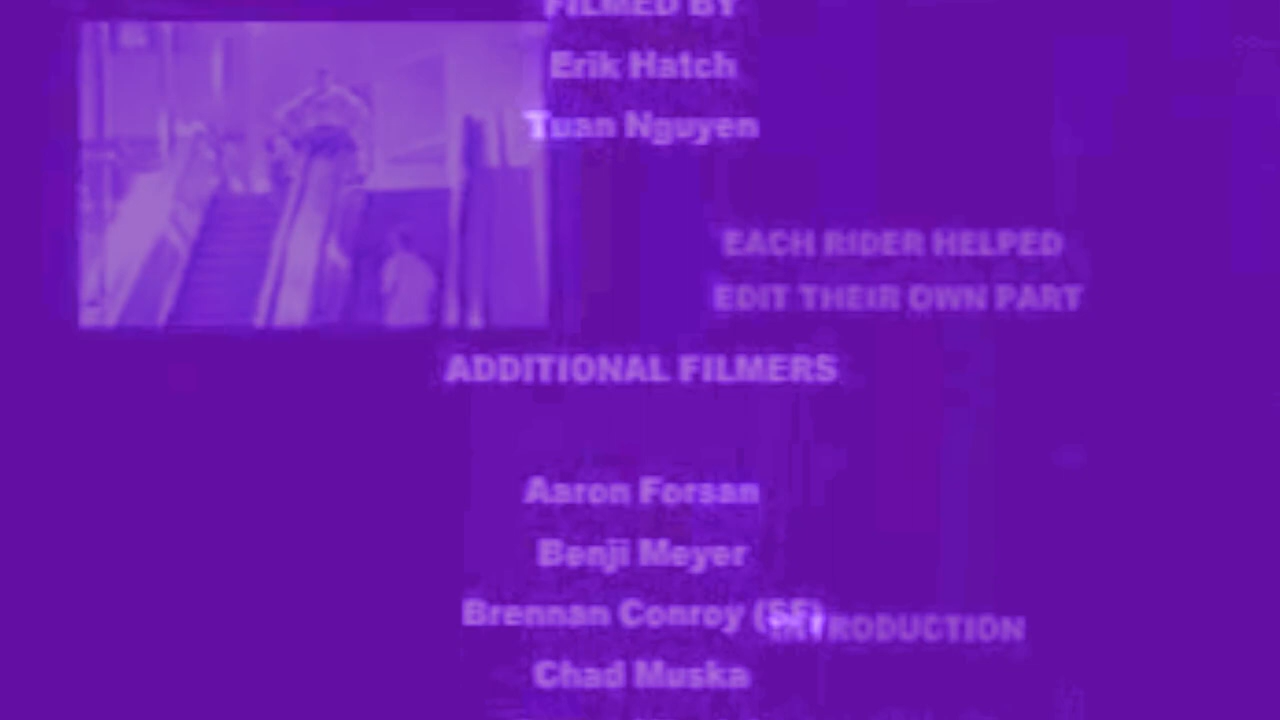 FILMED BY
Erik Hatch
Tuan Nguyen
EACH RIDER HELPED
EDIT THEIR OWN PART
ADDITIONAL FILMERS
Aaron Forsan
Benji Meyer
Brennan Conroy (SF)
INTRODUCTION
Chad Muska